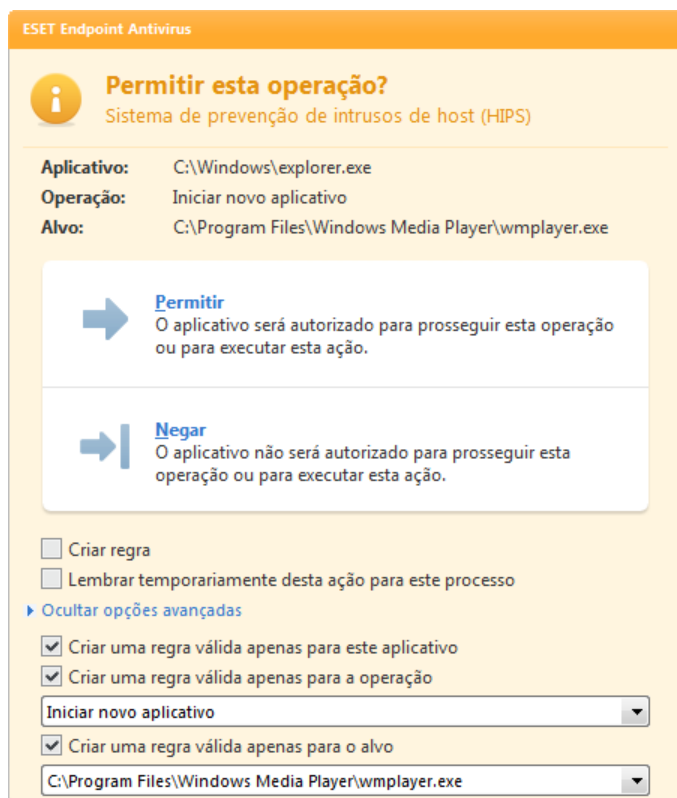 ESET Endpoint Antivirus
Permitir esta operação?
Sistema de prevenção de intrusos de host (HIPS)
Aplicativo: C:\Windows\explorer.exe
Operação: Iniciar novo aplicativo
Alvo: C:\Program Files\Windows Media Player\wmplayer.exe
Permitir
O aplicativo será autorizado para prosseguir esta operação
ou para executar esta ação.
Negar
O aplicativo não será autorizado para prosseguir esta
operação ou para executar esta ação.
Criar regra
Lembrar temporariamente desta ação para este processo
Ocultar opções avançadas
Criar uma regra válida apenas para este aplicativo
Criar uma regra válida apenas para a operação
Iniciar novo aplicativo
Criar uma regra válida apenas para o alvo
C:\Program Files\Windows Media Player\wmplayer.exe